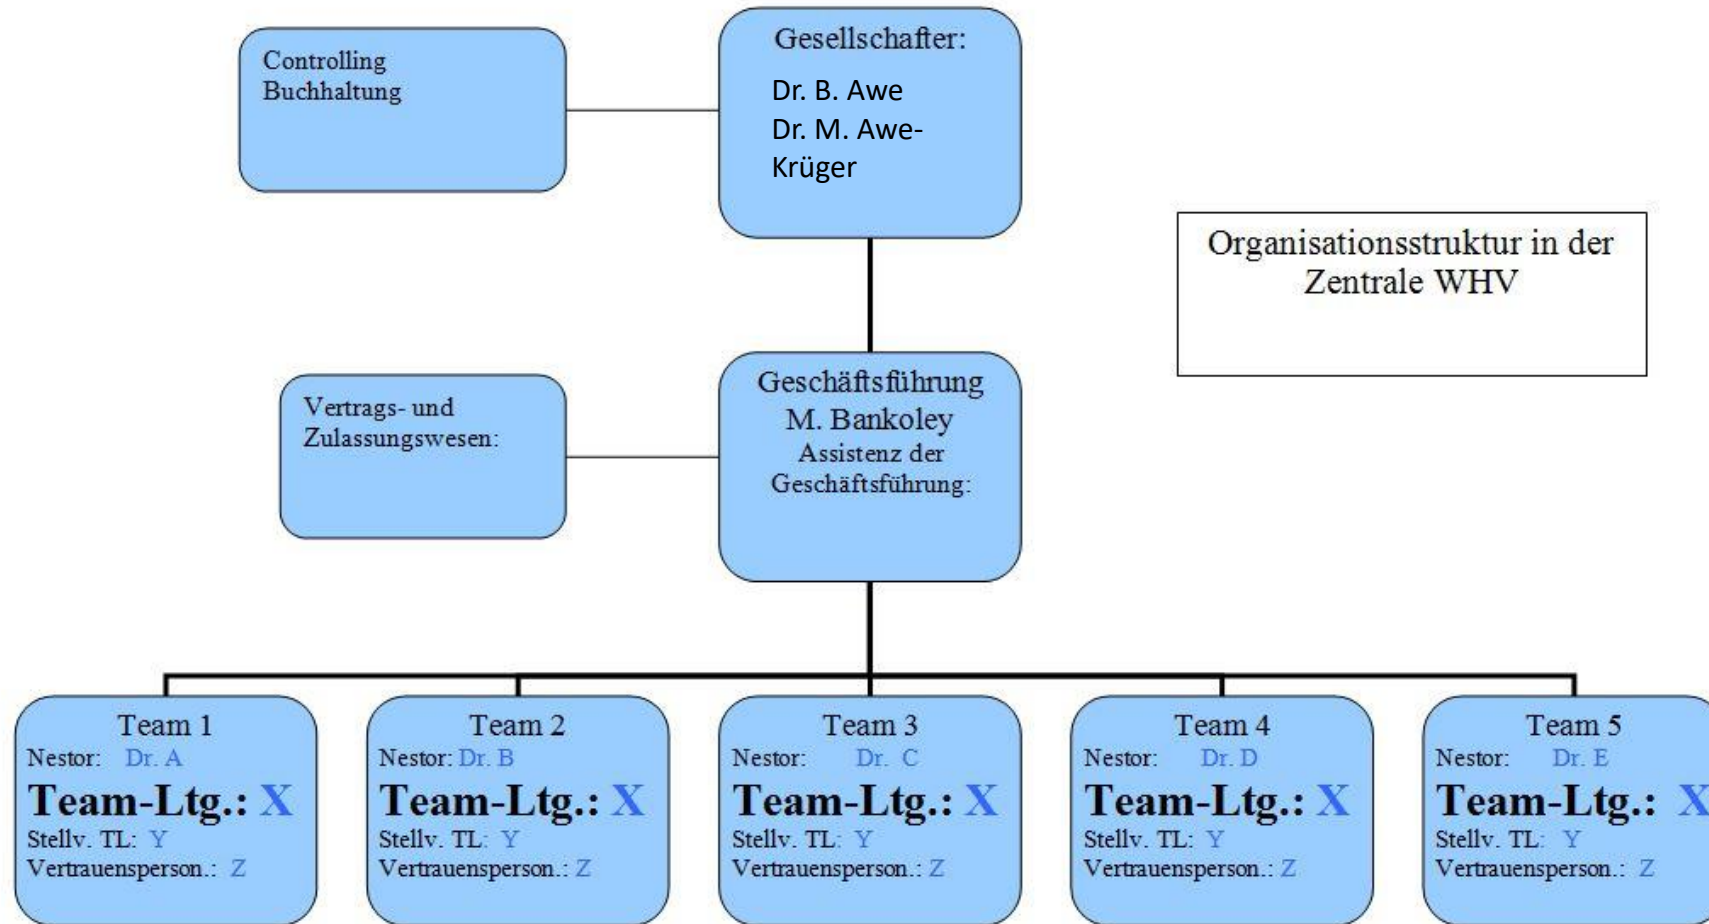 Controlling
Buchhaltung
Gesellschafter:
Dr. B. Awe
Dr. M. Awe-
Krüger
Organisationsstruktur in der
Zentrale WHV
Vertrags- und
Zulassungswesen:
Geschäftsführung
M. Bankoley
Assistenz der
Geschäftsführung:
Team 1
Nestor: Dr. A
Team-Ltg.: X
Stellv. TL: Y
Vertrauensperson.: Z
Team 2
Nestor: Dr. B
Team-Ltg.: X
Stellv. TL: Y
Vertrauensperson.: Z
Team 3
Nestor: Dr. C
Team-Ltg.: X
Stellv. TL: Y
Vertrauensperson.: Z
Team 4
Nestor: Dr. D
Team-Ltg.: X
Stellv. TL: Y
Vertrauensperson.: Z
Team 5
Nestor: Dr. E
Team-Ltg.: X
Stellv. TL: Y
Vertrauensperson.: Z